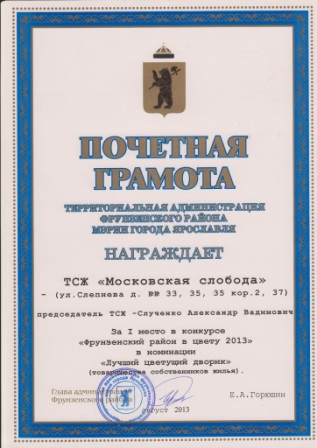 ПОЧЕТНАЯ
ГРАМОТА
ТЕРРИТОРИАЛЬНАЯ АДМИНИСТРАЦИЯ
ФРУНЗЕНСКОГО РАЙОНА
МЭРИИ ГОРОДА ЯРОСЛАВЛЯ
НАГРАЖДАЕТ
ТСЖ «Московская слобода»
- (ул.Слепнева д. №№ 33, 35, 35 кор.2, 37)
председатель ТСЖ -Слученко Александр Вадимович
За I место в конкурсе
«Фрунзенский район в цвету 2013»
в номинации
«Лучший цветущий дворик»
(товарищества собственников жилья).
Глава администрации
Фрунзенского района
Е.А.Горюшин
август 2013